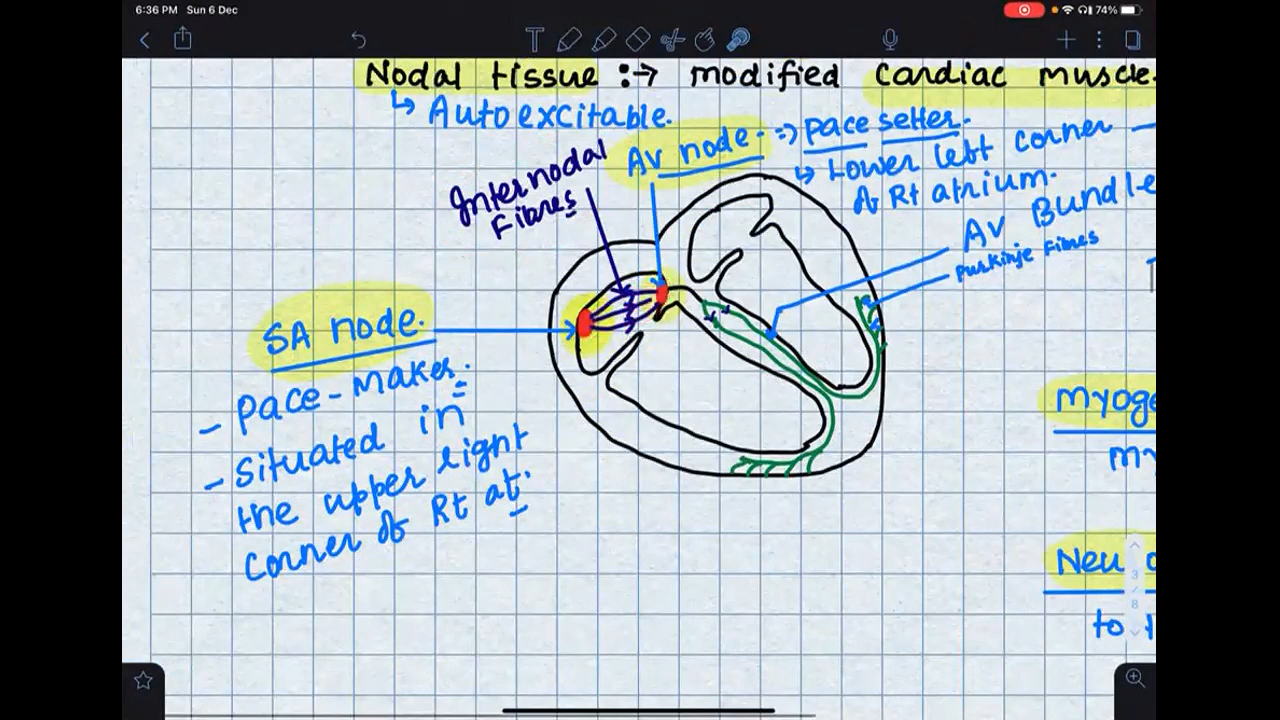 6:36 PM Sun 6 Dec
74%
Nodal tissue :→ modified cardiac muscle.
↳ Autoexcitable.
Internodal
Fibres
AV node. ⇒ pace setter.
↳ Lower left corner —
of Rt atrium.
AV Bundle
Purkinje Fibres
SA node.
- Pace-maker.
- Situated in
the upper right
corner of Rt at.
myoge
my
Neu
to
3
/
8